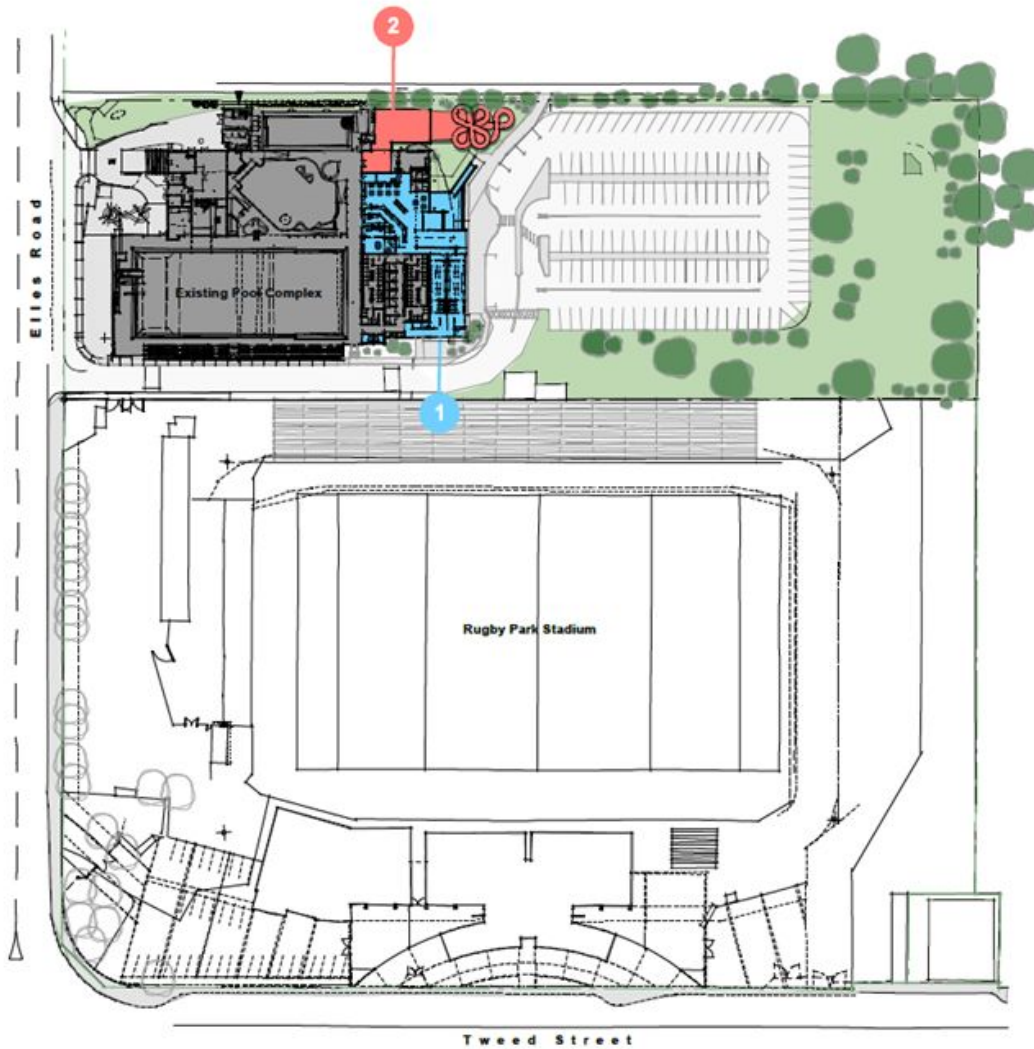 2
Elles Road
Existing Pool Complex
1
Rugby Park Stadium
Tweed Street